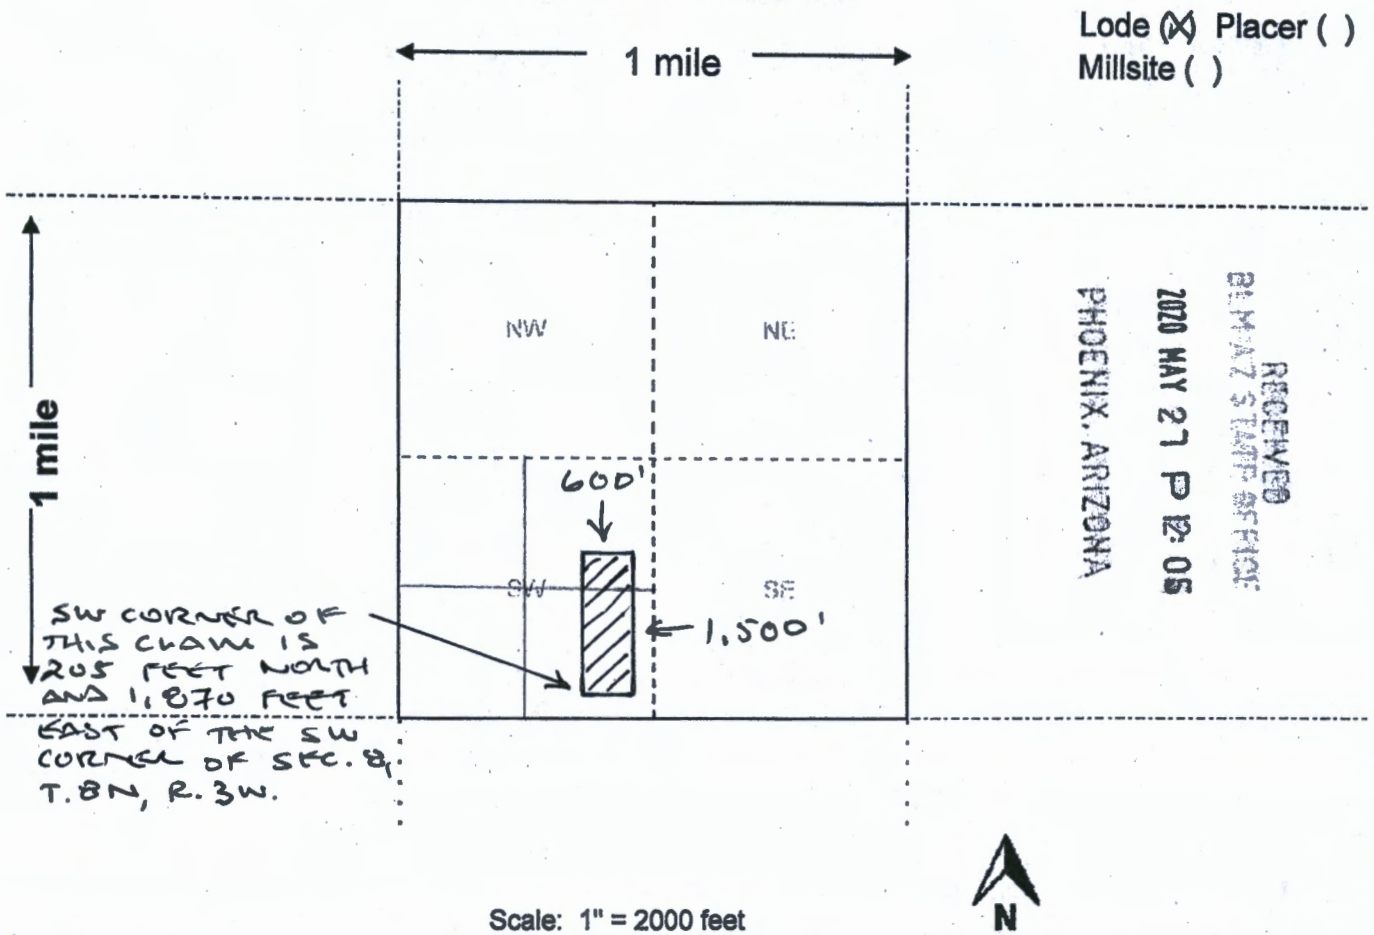 Lode (X) Placer ( )
Millsite ( )
1 mile
1 mile
NW
NE
SW
SE
600'
1,500'
SW CORNER OF
THIS CLAIM IS
205 FEET NORTH
AND 1,870 FEET
EAST OF THE SW
CORNER OF SEC. 8,
T.8N, R.3W.
RECEIVED
BLM AZ STATE OFFICE
2020 MAY 27 P 12:05
PHOENIX, ARIZONA
Scale: 1" = 2000 feet
N